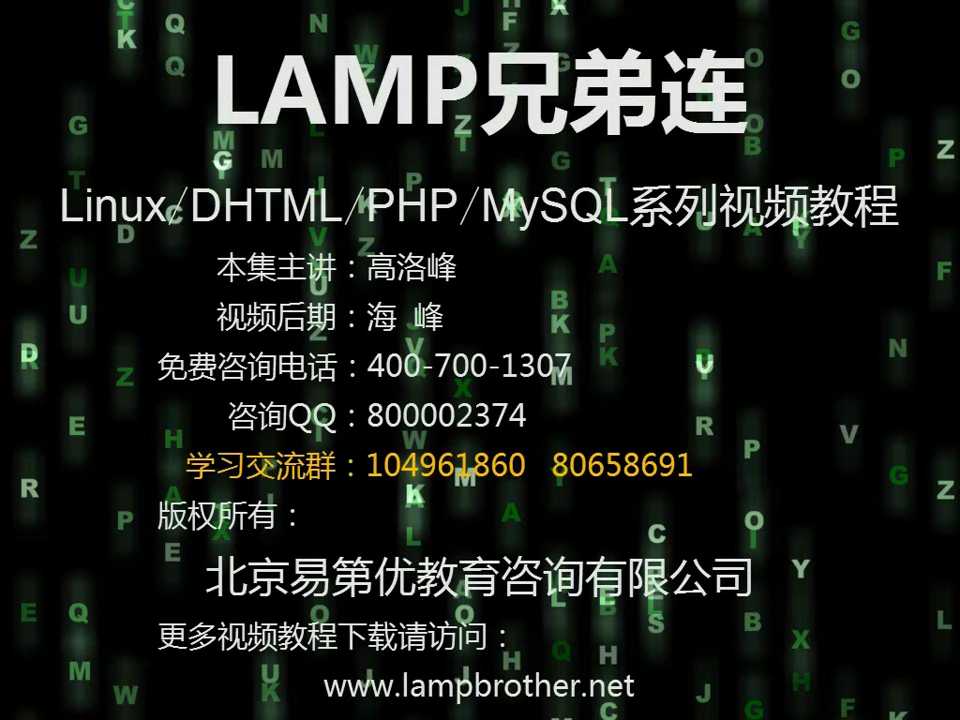 LAMP兄弟连
Linux/DHTML/PHP/MySQL系列视频教程
本集主讲：高洛峰
视频后期：海 峰
免费咨询电话：400-700-1307
咨询QQ：800002374
学习交流群：104961860 80658691
版权所有：
北京易第优教育咨询有限公司
更多视频教程下载请访问：
www.lampbrother.net